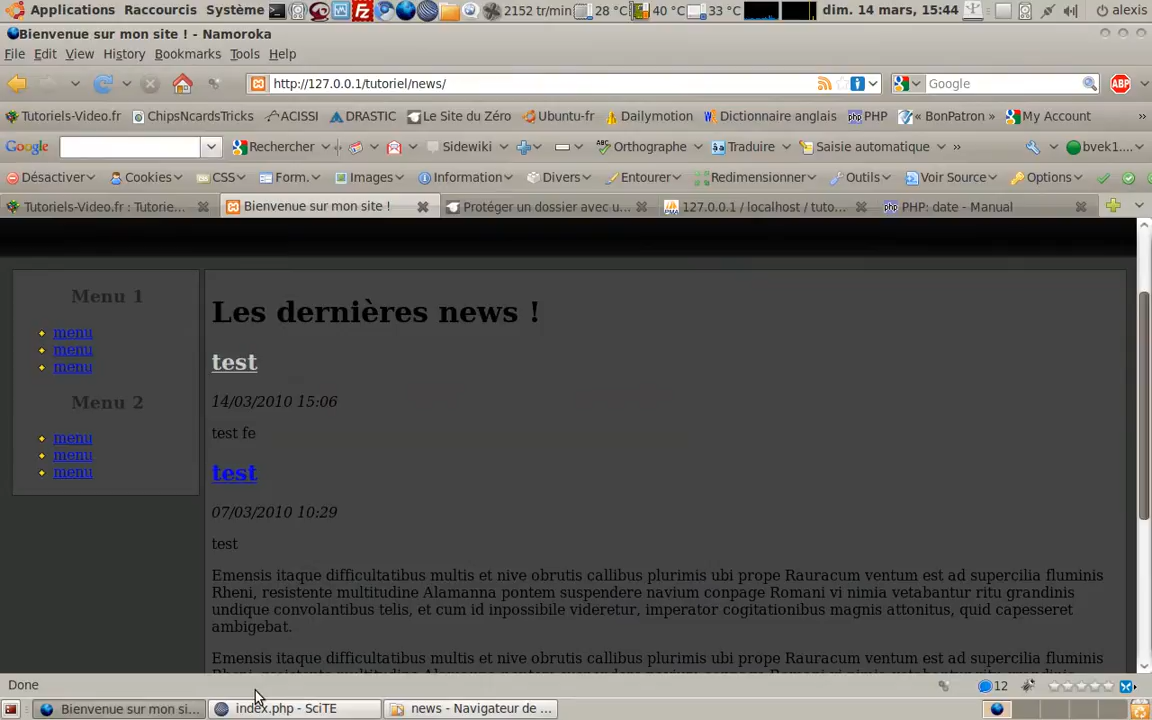 Applications Raccourcis Système 2152 tr/min 28 °C 40 °C 33 °C dim. 14 mars, 15:44 alexis
Bienvenue sur mon site ! - Namoroka
File Edit View History Bookmarks Tools Help
http://127.0.0.1/tutoriel/news/ Google ABP
Tutoriels-Video.fr ChipsNcardsTricks ACISSI DRASTIC Le Site du Zéro Ubuntu-fr Dailymotion Dictionnaire anglais PHP « BonPatron » My Account »
Google Rechercher Sidewiki Orthographe Traduire Saisie automatique » bvek1...
Désactiver Cookies CSS Form. Images Information Divers Entourer Redimensionner Outils Voir Source Options
Tutoriels-Video.fr : Tutorie... Bienvenue sur mon site ! Protéger un dossier avec u... 127.0.0.1 / localhost / tuto... PHP: date - Manual
Menu 1
menu
menu
menu
Menu 2
menu
menu
menu
Les dernières news !
test
14/03/2010 15:06
test fe
test
07/03/2010 10:29
test
Emensis itaque difficultatibus multis et nive obrutis callibus plurimis ubi prope Rauracum ventum est ad supercilia fluminis
Rheni, resistente multitudine Alamanna pontem suspendere navium conpage Romani vi nimia vetabantur ritu grandinis
undique convolantibus telis, et cum id inpossibile videretur, imperator cogitationibus magnis attonitus, quid capesseret
ambigebat.
Emensis itaque difficultatibus multis et nive obrutis callibus plurimis ubi prope Rauracum ventum est ad supercilia fluminis
Done 12
Bienvenue sur mon si... index.php - SciTE news - Navigateur de ...